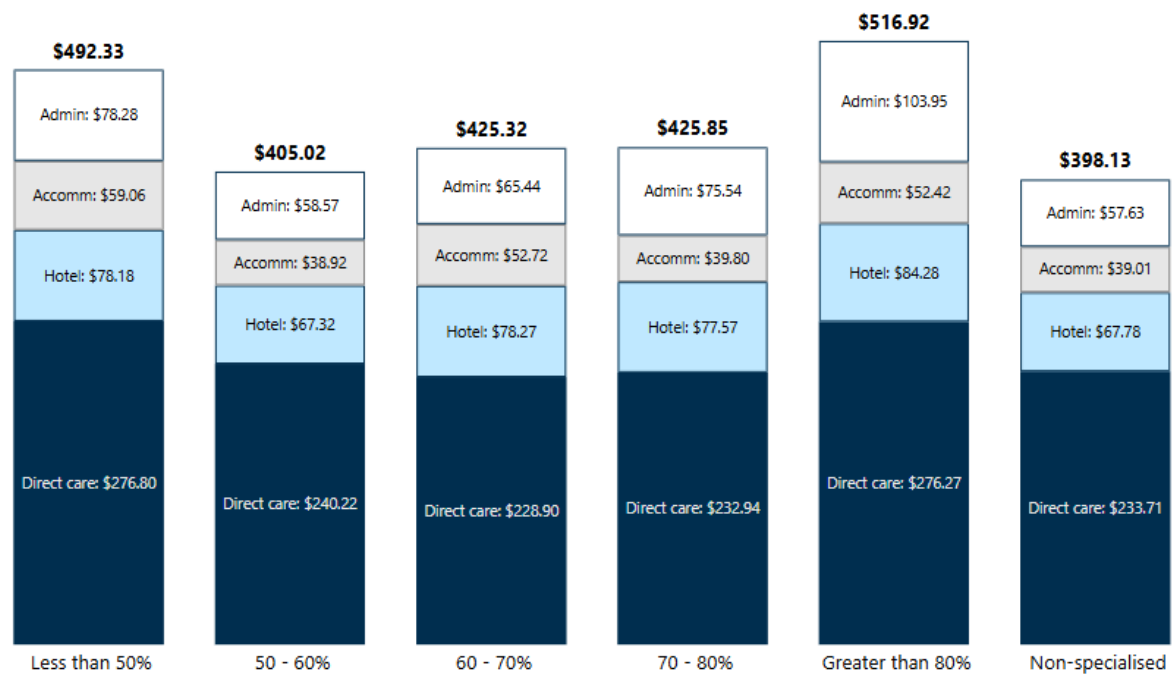 $492.33
Admin: $78.28
Accomm: $59.06
Hotel: $78.18
Direct care: $276.80
Less than 50%
$405.02
Admin: $58.57
Accomm: $38.92
Hotel: $67.32
Direct care: $240.22
50 - 60%
$425.32
Admin: $65.44
Accomm: $52.72
Hotel: $78.27
Direct care: $228.90
60 - 70%
$425.85
Admin: $75.54
Accomm: $39.80
Hotel: $77.57
Direct care: $232.94
70 - 80%
$516.92
Admin: $103.95
Accomm: $52.42
Hotel: $84.28
Direct care: $276.27
Greater than 80%
$398.13
Admin: $57.63
Accomm: $39.01
Hotel: $67.78
Direct care: $233.71
Non-specialised